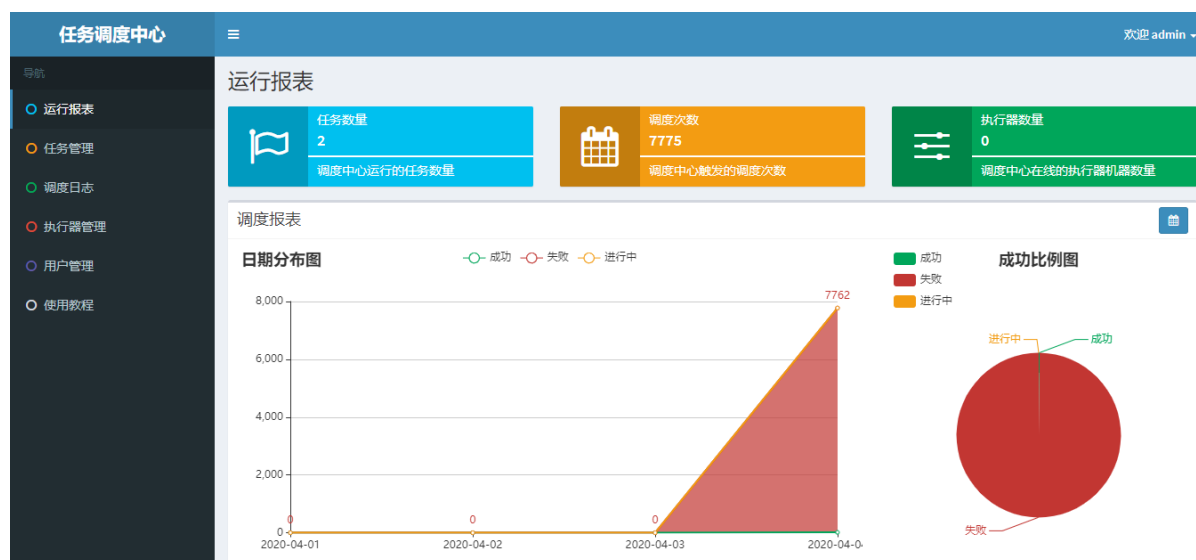 任务调度中心
欢迎 admin
导航
运行报表
任务管理
调度日志
执行器管理
用户管理
使用教程
运行报表
任务数量
2
调度中心运行的任务数量
调度次数
7775
调度中心触发的调度次数
执行器数量
0
调度中心在线的执行器机器数量
调度报表
日期分布图
成功 失败 进行中
8,000
6,000
4,000
2,000
0
7762
0 0 0
2020-04-01 2020-04-02 2020-04-03 2020-04-0
成功
失败
进行中
成功比例图
进行中 成功
失败